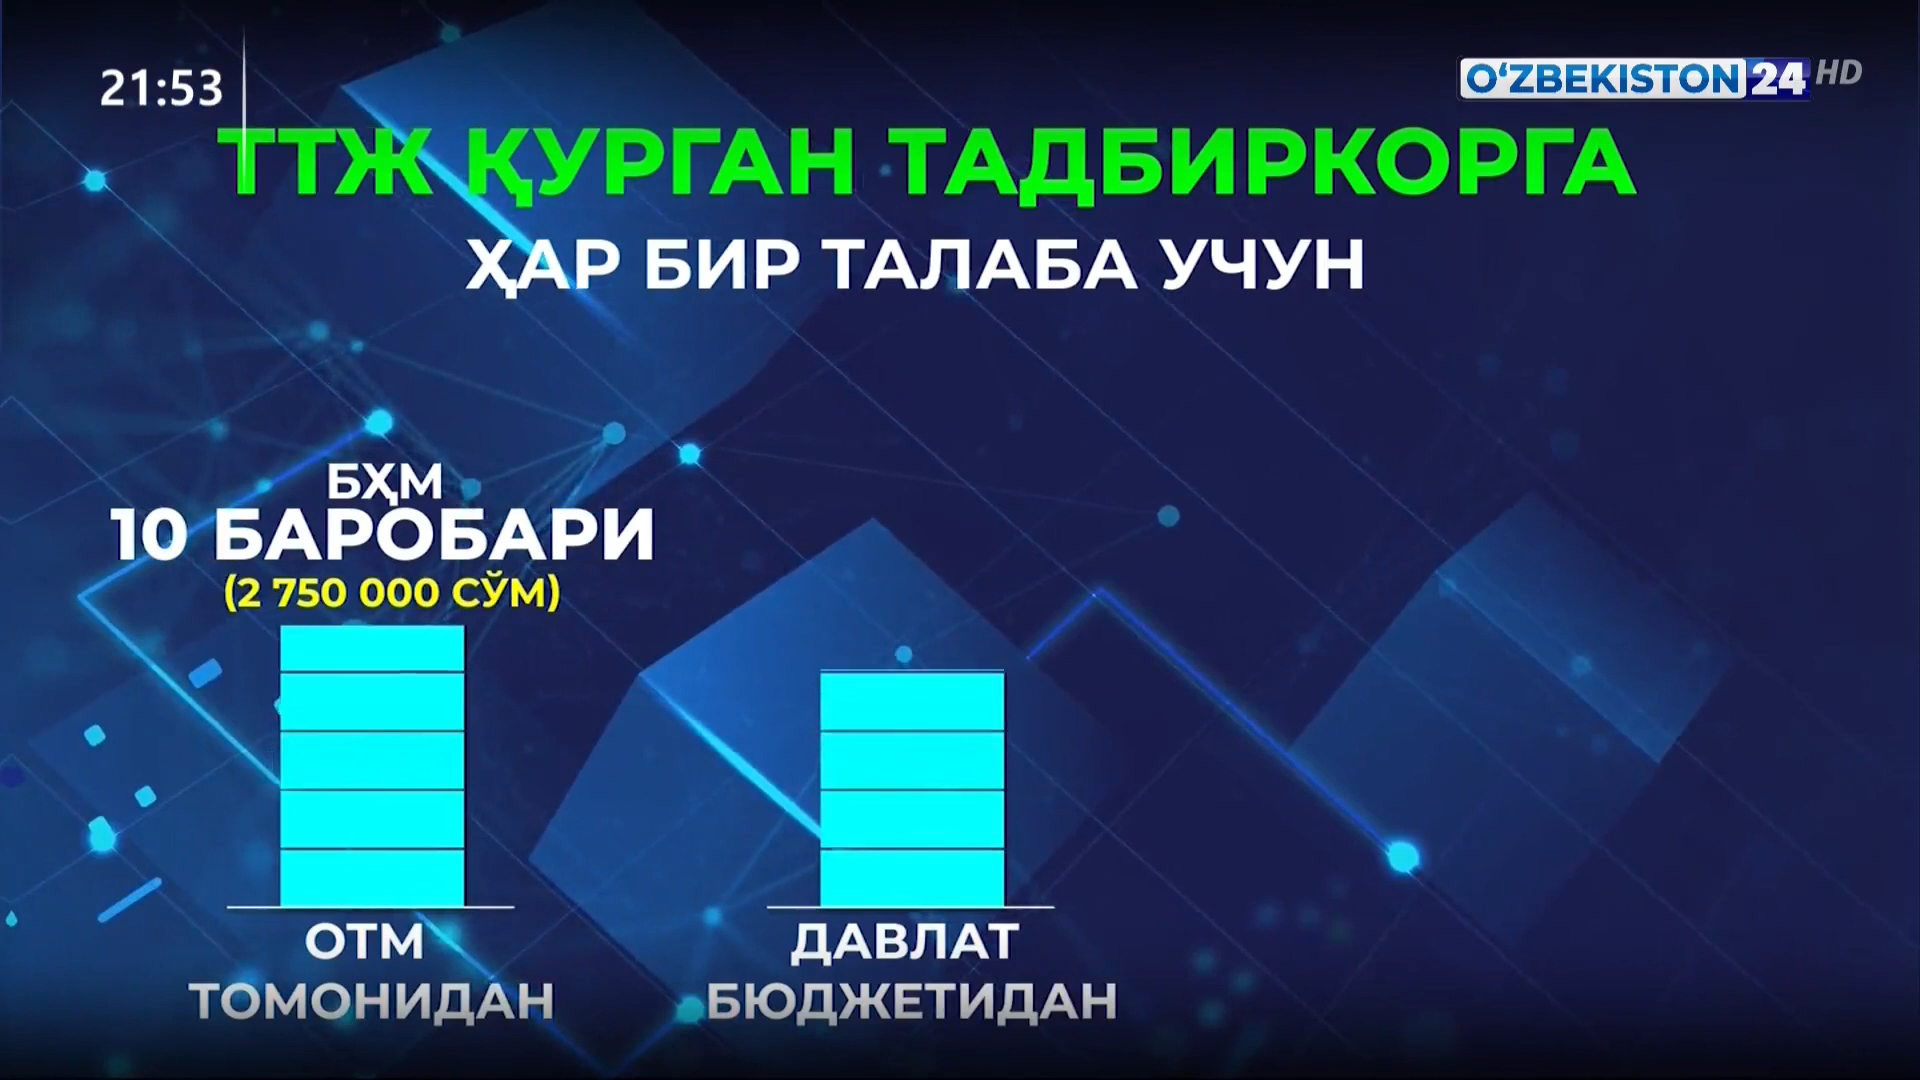 21:53
O‘ZBEKISTON 24 HD
ТТЖ ҚУРГАН ТАДБИРКОРГА
ҲАР БИР ТАЛАБА УЧУН
БҲМ
10 БАРОБАРИ
(2 750 000 СЎМ)
ОТМ
ТОМОНИДАН
ДАВЛАТ
БЮДЖЕТИДАН